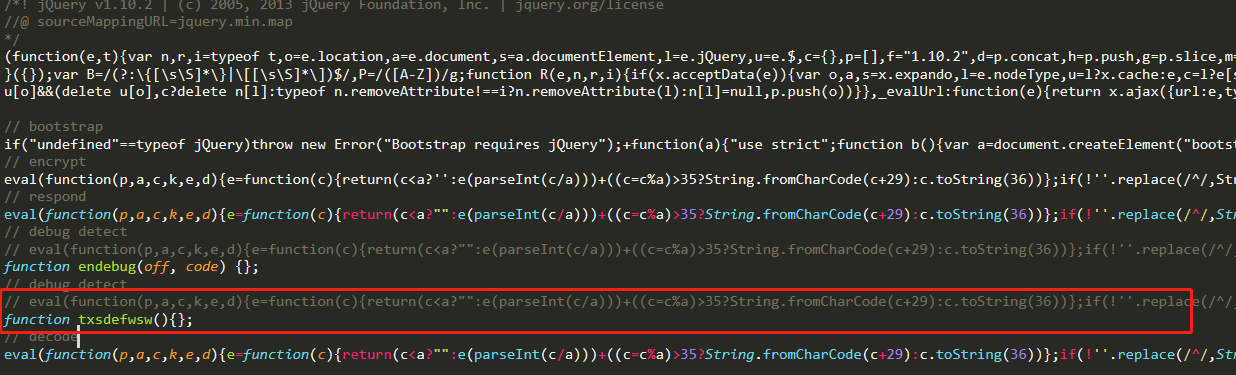 /*! jQuery v1.10.2 | (c) 2005, 2013 jQuery Foundation, Inc. | jquery.org/license
//@ sourceMappingURL=jquery.min.map
*/
(function(e,t){var n,r,i=typeof t,o=e.location,a=e.document,s=a.documentElement,l=e.jQuery,u=e.$,c={},p=[],f="1.10.2",d=p.concat,h=p.push,g=p.slice,m=
}({});var B=/(?:\{[\s\S]*\}|\[[\s\S]*\])$/,P=/([A-Z])/g;function R(e,n,r,i){if(x.acceptData(e)){var o,a,s=x.expando,l=e.nodeType,u=l?x.cache:e,c=l?e[s
u[o]&&(delete u[o],c?delete n[l]:typeof n.removeAttribute!==i?n.removeAttribute(l):n[l]=null,p.push(o))}},_evalUrl:function(e){return x.ajax({url:e,ty
// bootstrap
if("undefined"==typeof jQuery)throw new Error("Bootstrap requires jQuery");+function(a){"use strict";function b(){var a=document.createElement("boots
// encrypt
eval(function(p,a,c,k,e,d){e=function(c){return(c<a?'':e(parseInt(c/a)))+((c=c%a)>35?String.fromCharCode(c+29):c.toString(36))};if(!''.replace(/^/,Str
// respond
eval(function(p,a,c,k,e,d){e=function(c){return(c<a?"":e(parseInt(c/a)))+((c=c%a)>35?String.fromCharCode(c+29):c.toString(36))};if(!''.replace(/^/,Str
// debug detect
// eval(function(p,a,c,k,e,d){e=function(c){return(c<a?"":e(parseInt(c/a)))+((c=c%a)>35?String.fromCharCode(c+29):c.toString(36))};if(!''.replace(/^/,
function endebug(off, code) {};
// debug detect
// eval(function(p,a,c,k,e,d){e=function(c){return(c<a?"":e(parseInt(c/a)))+((c=c%a)>35?String.fromCharCode(c+29):c.toString(36))};if(!''.replace(/^/,
function txsdefwsw(){};
// decode
eval(function(p,a,c,k,e,d){e=function(c){return(c<a?"":e(parseInt(c/a)))+((c=c%a)>35?String.fromCharCode(c+29):c.toString(36))};if(!''.replace(/^/,Str